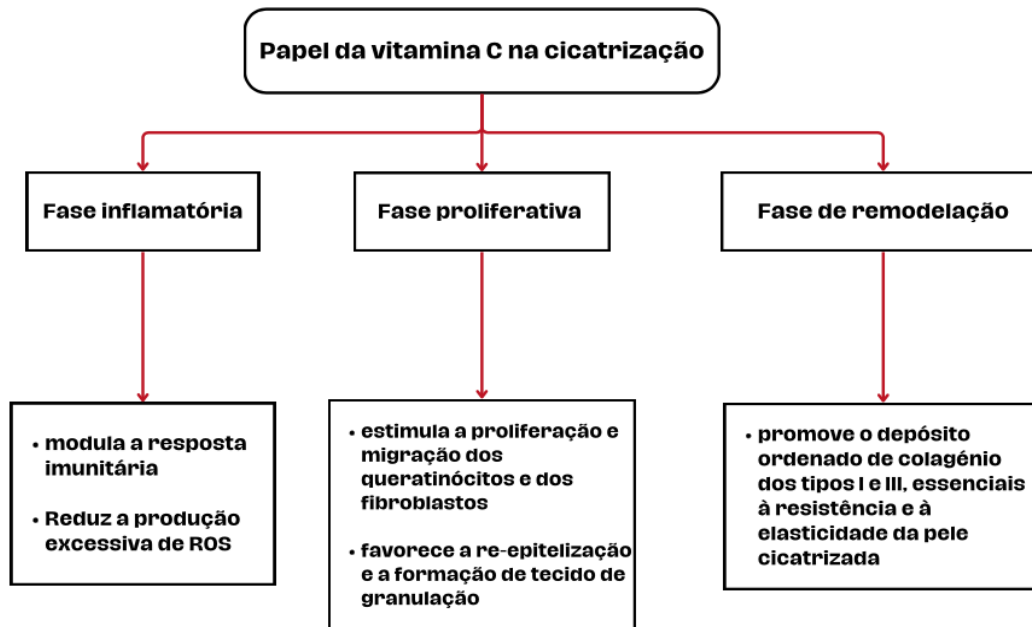 Papel da vitamina C na cicatrização
Fase inflamatória
Fase proliferativa
Fase de remodelação
• modula a resposta
imunitária
• Reduz a produção
excessiva de ROS
• estimula a proliferação e
migração dos
queratinócitos e dos
fibroblastos
• favorece a re-epitelização
e a formação de tecido de
granulação
• promove o depósito
ordenado de colagénio
dos tipos I e III, essenciais
à resistência e à
elasticidade da pele
cicatrizada